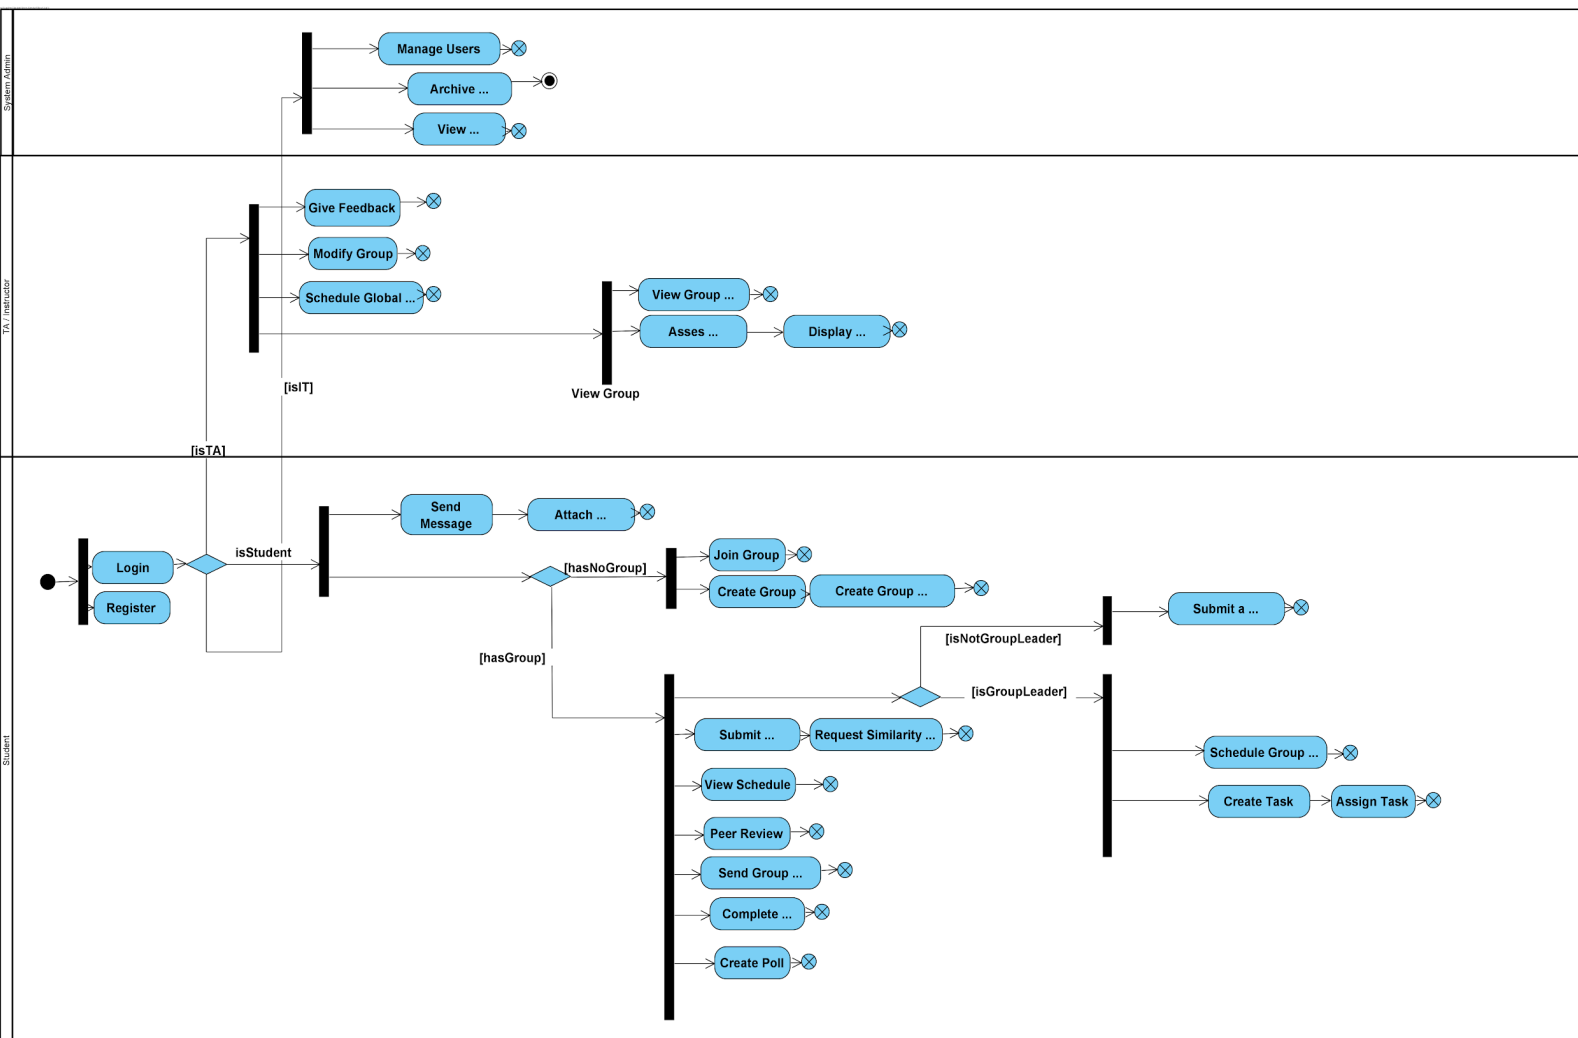 System Admin
Manage Users
Archive ...
View ...
TA / Instructor
Give Feedback
Modify Group
Schedule Global ...
View Group ...
Asses ...
Display ...
View Group
[isIT]
[isTA]
Student
Send
Message
Attach ...
isStudent
Login
Register
[hasNoGroup]
Join Group
Create Group
Create Group ...
[hasGroup]
[isNotGroupLeader]
Submit a ...
[isGroupLeader]
Submit ...
Request Similarity ...
Schedule Group ...
View Schedule
Create Task
Assign Task
Peer Review
Send Group ...
Complete ...
Create Poll